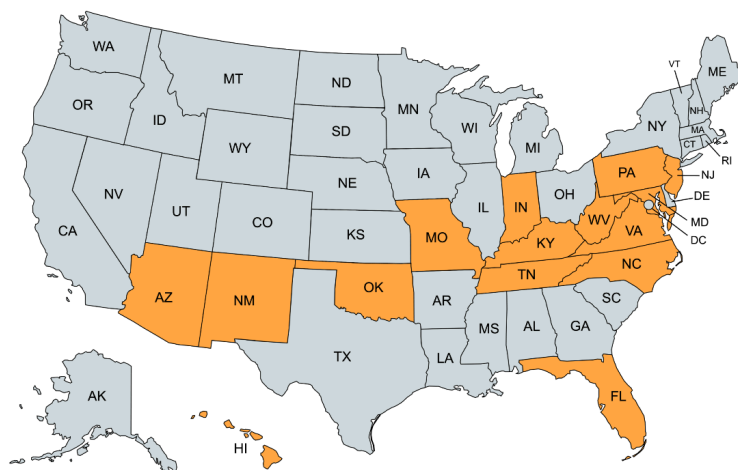 WA
MT
ND
MN
VT
ME
OR
ID
SD
WI
MI
NY
NH
MA
CT
RI
WY
IA
NE
PA
NJ
NV
UT
CO
IL
IN
OH
DE
CA
KS
MO
WV
VA
MD
KY
DC
AZ
NM
OK
TN
NC
AR
SC
MS
AL
GA
TX
LA
AK
FL
HI